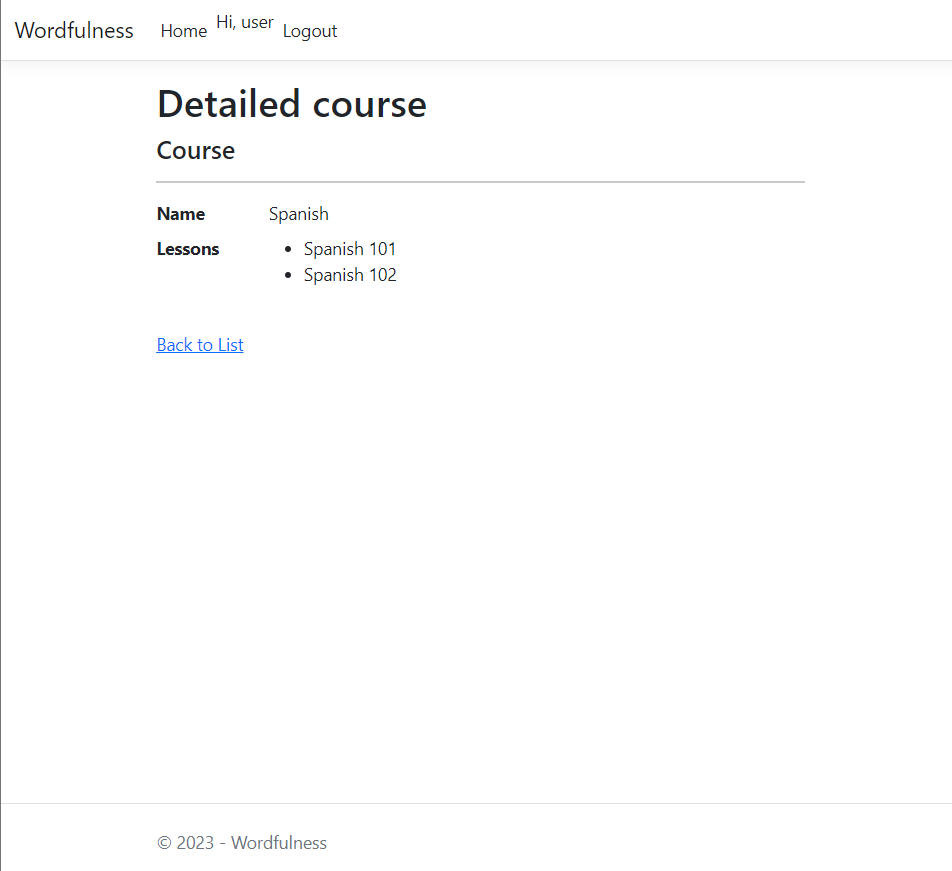 Wordfulness Home Hi, user Logout
Detailed course
Course
Name Spanish
Lessons • Spanish 101
• Spanish 102
Back to List
© 2023 - Wordfulness